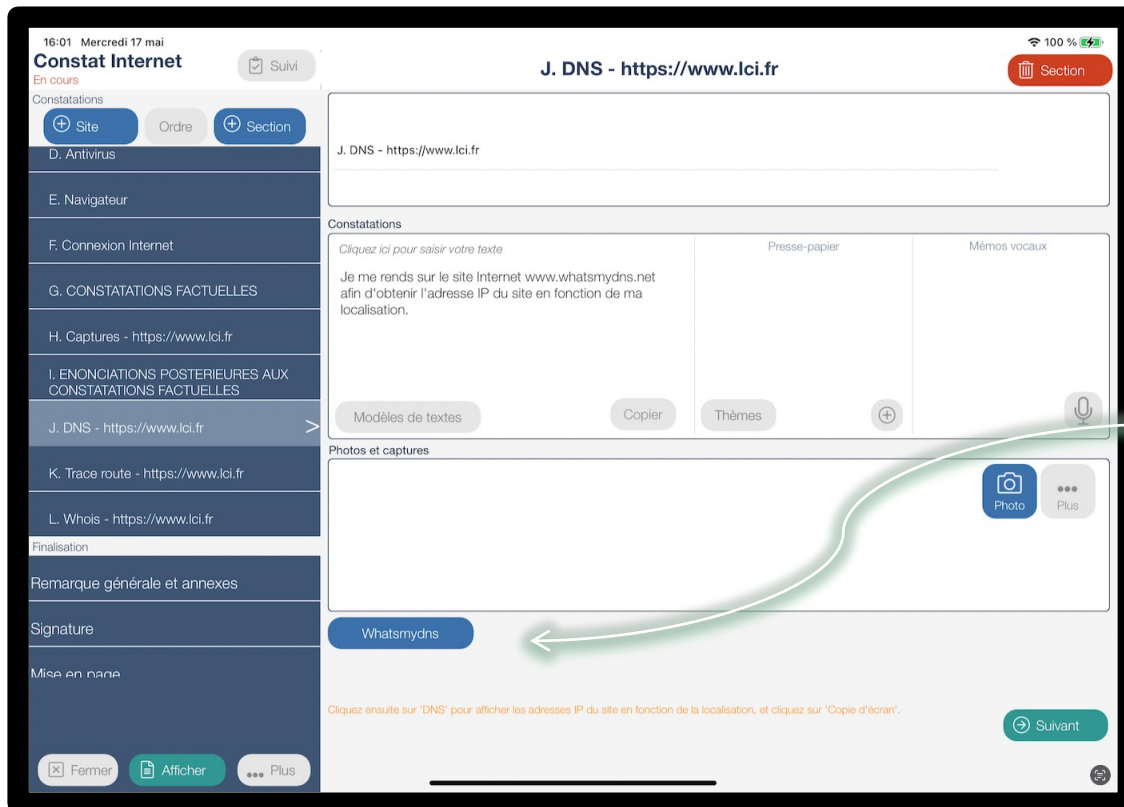 16:01 Mercredi 17 mai
100 %
Constat Internet
En cours
Suivi
J. DNS - https://www.lci.fr
Section
Constatations
Site
Ordre
Section
D. Antivirus
E. Navigateur
F. Connexion Internet
G. CONSTATATIONS FACTUELLES
H. Captures - https://www.lci.fr
I. ENONCIATIONS POSTERIEURES AUX
CONSTATATIONS FACTUELLES
J. DNS - https://www.lci.fr >
K. Trace route - https://www.lci.fr
L. Whois - https://www.lci.fr
Finalisation
Remarque générale et annexes
Signature
Mise en page
Fermer
Afficher
Plus
J. DNS - https://www.lci.fr
Constatations
Cliquez ici pour saisir votre texte
Je me rends sur le site Internet www.whatsmydns.net
afin d'obtenir l'adresse IP du site en fonction de ma
localisation.
Modèles de textes
Copier
Presse-papier
Thèmes
Mémos vocaux
Photos et captures
Photo
Plus
Whatsmydns
Cliquez ensuite sur 'DNS' pour afficher les adresses IP du site en fonction de la localisation, et cliquez sur 'Copie d'écran'.
Suivant